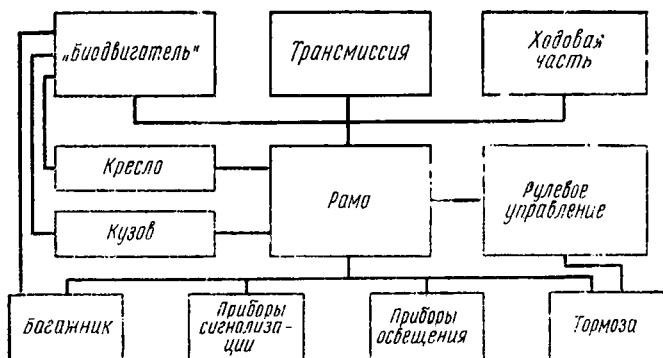 „Биодвигатель“
Трансмиссия
Ходовая
часть
Кресло
Рама
Рулевое
управление
Кузов
Багажник
Приборы
сигнализа-
ции
Приборы
освещения
Тормоза